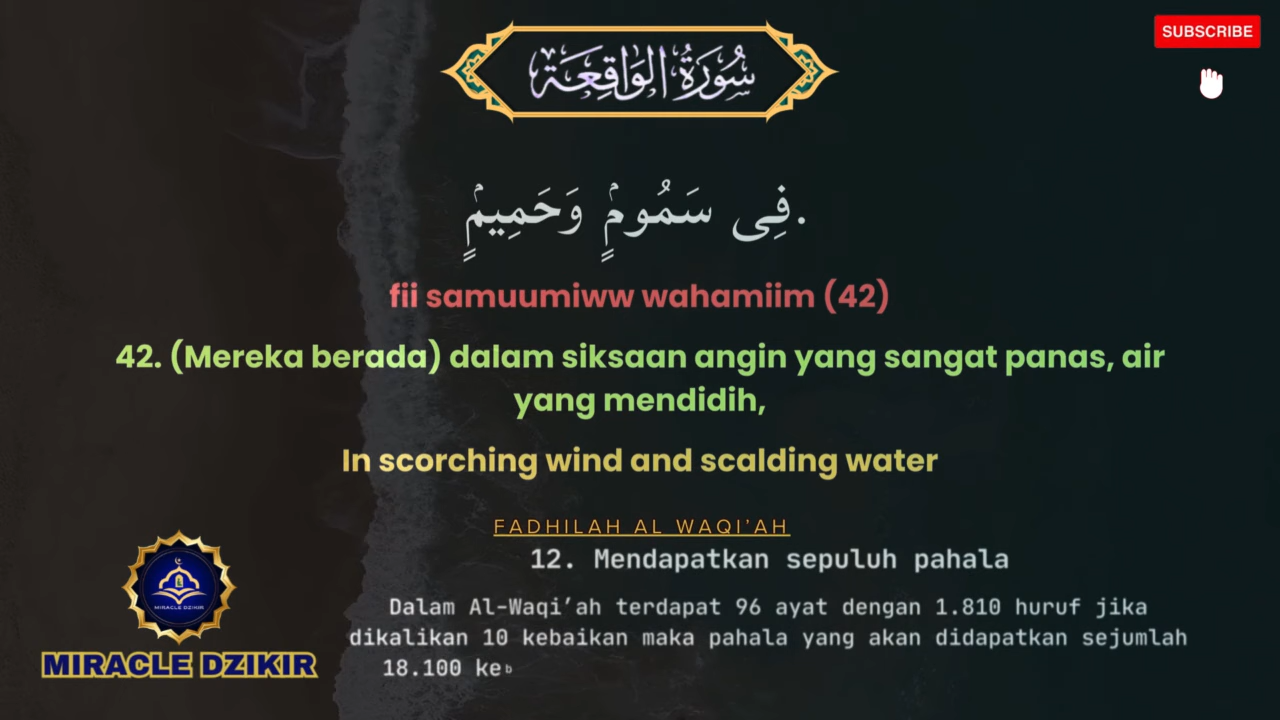 سُورَةُ الوَاقِعَة
SUBSCRIBE
فِى سَمُومٍۢ وَحَمِيمٍۢ.
fii samuumiww wahamiim (42)
42. (Mereka berada) dalam siksaan angin yang sangat panas, air
yang mendidih,
In scorching wind and scalding water
FADHILAH AL WAQI’AH
12. Mendapatkan sepuluh pahala
Dalam Al-Waqi’ah terdapat 96 ayat dengan 1.810 huruf jika
dikalikan 10 kebaikan maka pahala yang akan didapatkan sejumlah
18.100 keb
MIRACLE DZIKIR
MIRACLE DZIKIR